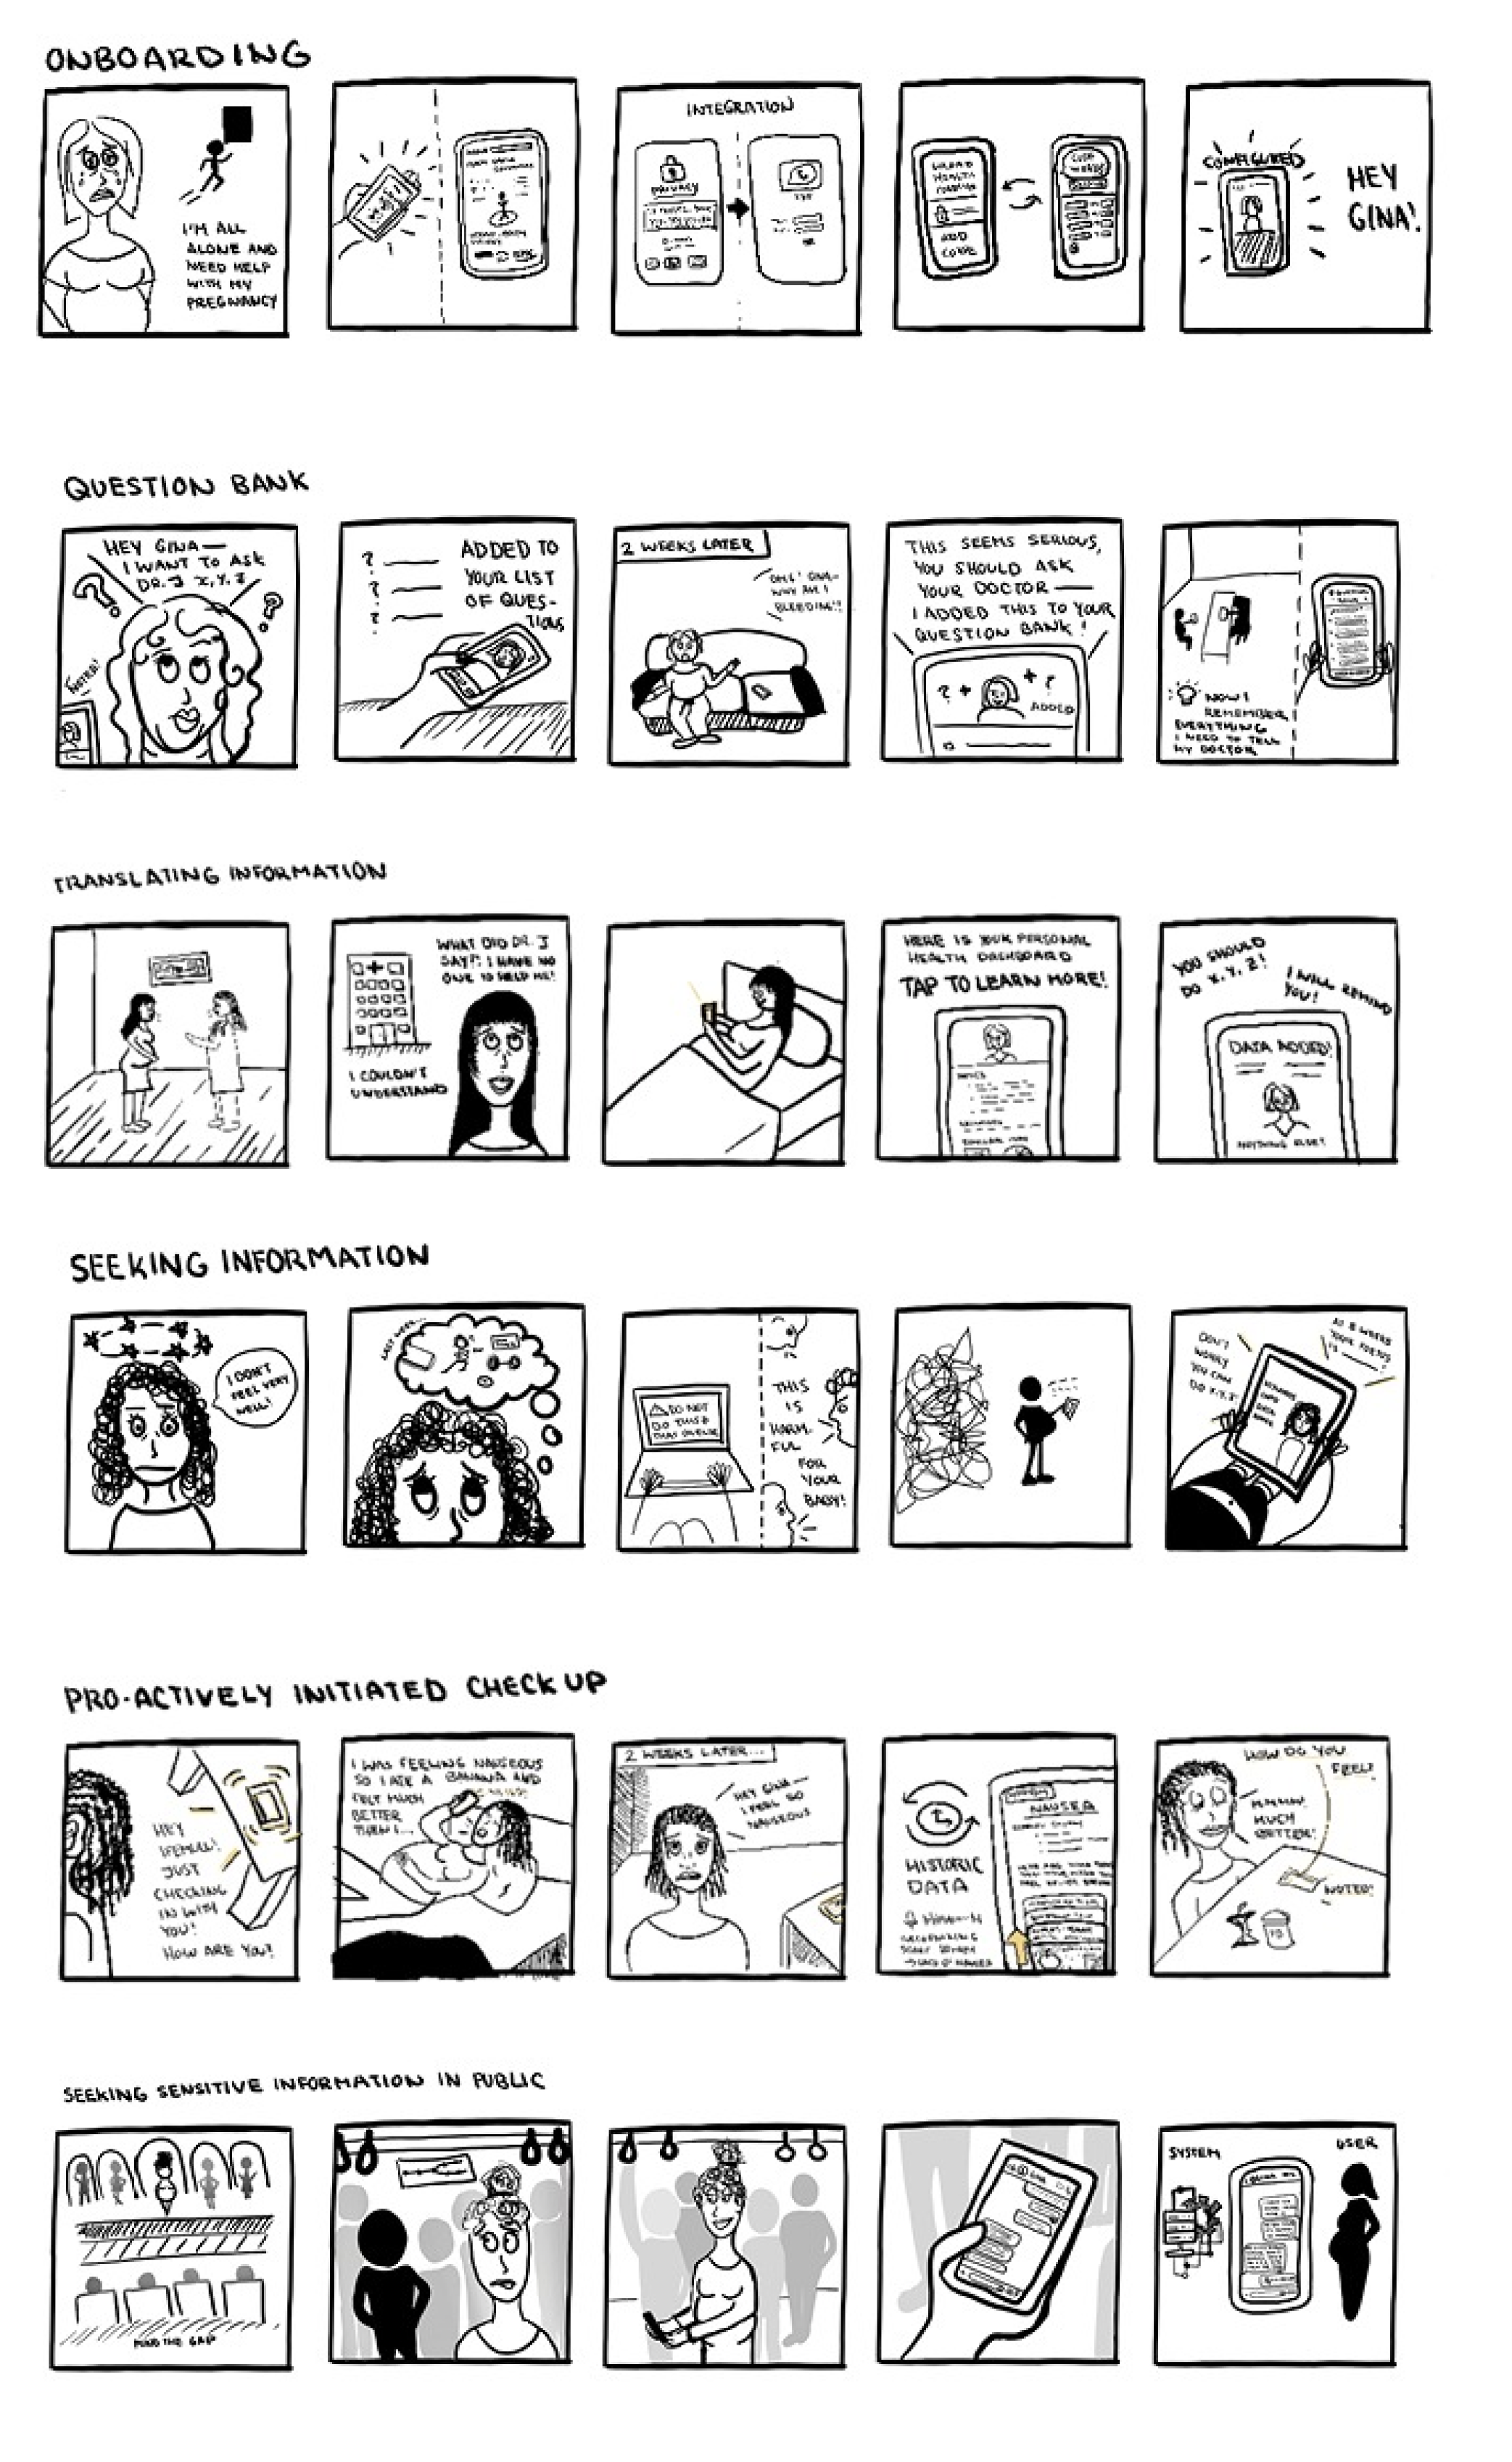 ONBOARDING
I'M ALL
ALONE AND
NEED HELP
WITH MY
PREGNANCY
INTEGRATION
PRIVACY
HEALTH
ADD
CODE
CONFIGURED
HEY
GINA!
QUESTION BANK
HEY GINA—
I WANT TO ASK
DR. J X, Y, Z
NOTED!
ADDED TO
YOUR LIST
OF QUES-
TIONS
2 WEEKS LATER
OMG! GINA—
WHY AM I
BLEEDING?!
THIS SEEMS SERIOUS,
YOU SHOULD ASK
YOUR DOCTOR—
I ADDED THIS TO YOUR
QUESTION BANK!
? + + ?
ADDED
NOW I
REMEMBER
EVERYTHING
I NEED TO TELL
MY DOCTOR
TRANSLATING INFORMATION
WHAT DID DR. J
SAY?! I HAVE NO
ONE TO HELP ME!
I COULDN'T
UNDERSTAND
HERE IS YOUR PERSONAL
HEALTH DASHBOARD
TAP TO LEARN MORE!
YOU SHOULD
DO X, Y, Z!
I WILL REMIND
YOU!
DATA ADDED!
ANYTHING ELSE?
SEEKING INFORMATION
I DON'T
FEEL VERY
WELL!
LAST WEEK...
DO NOT
DO THIS &
THIS
IS
HARM-
FUL
FOR
YOUR
BABY!
DON'T
WORRY
YOU CAN
DO X,Y,Z
AT 8 WEEKS
YOUR FETUS
IS
PRO-ACTIVELY INITIATED CHECK UP
HEY
JUST
CHECKING
IN WITH
YOU!
HOW ARE YOU?
I WAS FEELING NAUSEOUS
SO I ATE A BANANA AND
FELT MUCH
BETTER
THEN I...
2 WEEKS LATER...
HEY GINA—
I FEEL SO
NAUSEOUS
HISTORIC
DATA
NAUSEA
HOW DO YOU
FEEL?
MUCH
BETTER!
NOTED!
SEEKING SENSITIVE INFORMATION IN PUBLIC
MIND THE GAP
SYSTEM
USER